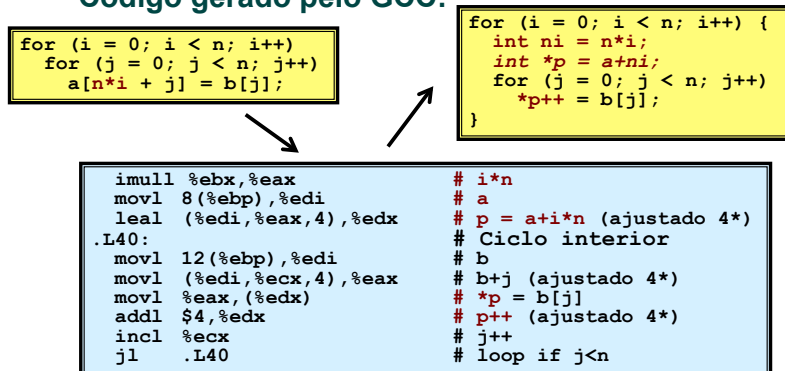 Código gerado pelo GCC:
for (i = 0; i < n; i++)
for (j = 0; j < n; j++)
a[n*i + j] = b[j];
for (i = 0; i < n; i++) {
int ni = n*i;
int *p = a+ni;
for (j = 0; j < n; j++)
*p++ = b[j];
}
imull %ebx,%eax # i*n
movl 8(%ebp),%edi # a
leal (%edi,%eax,4),%edx # p = a+i*n (ajustado 4*)
.L40: # Ciclo interior
movl 12(%ebp),%edi # b
movl (%edi,%ecx,4),%eax # b+j (ajustado 4*)
movl %eax,(%edx) # *p = b[j]
addl $4,%edx # p++ (ajustado 4*)
incl %ecx # j++
jl .L40 # loop if j<n